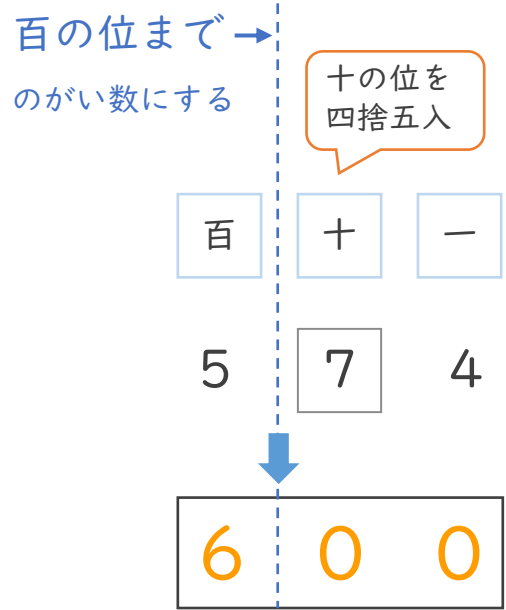 百の位まで
のがい数にする
十の位を
四捨五入
百 十 一
5 7 4
6 0 0